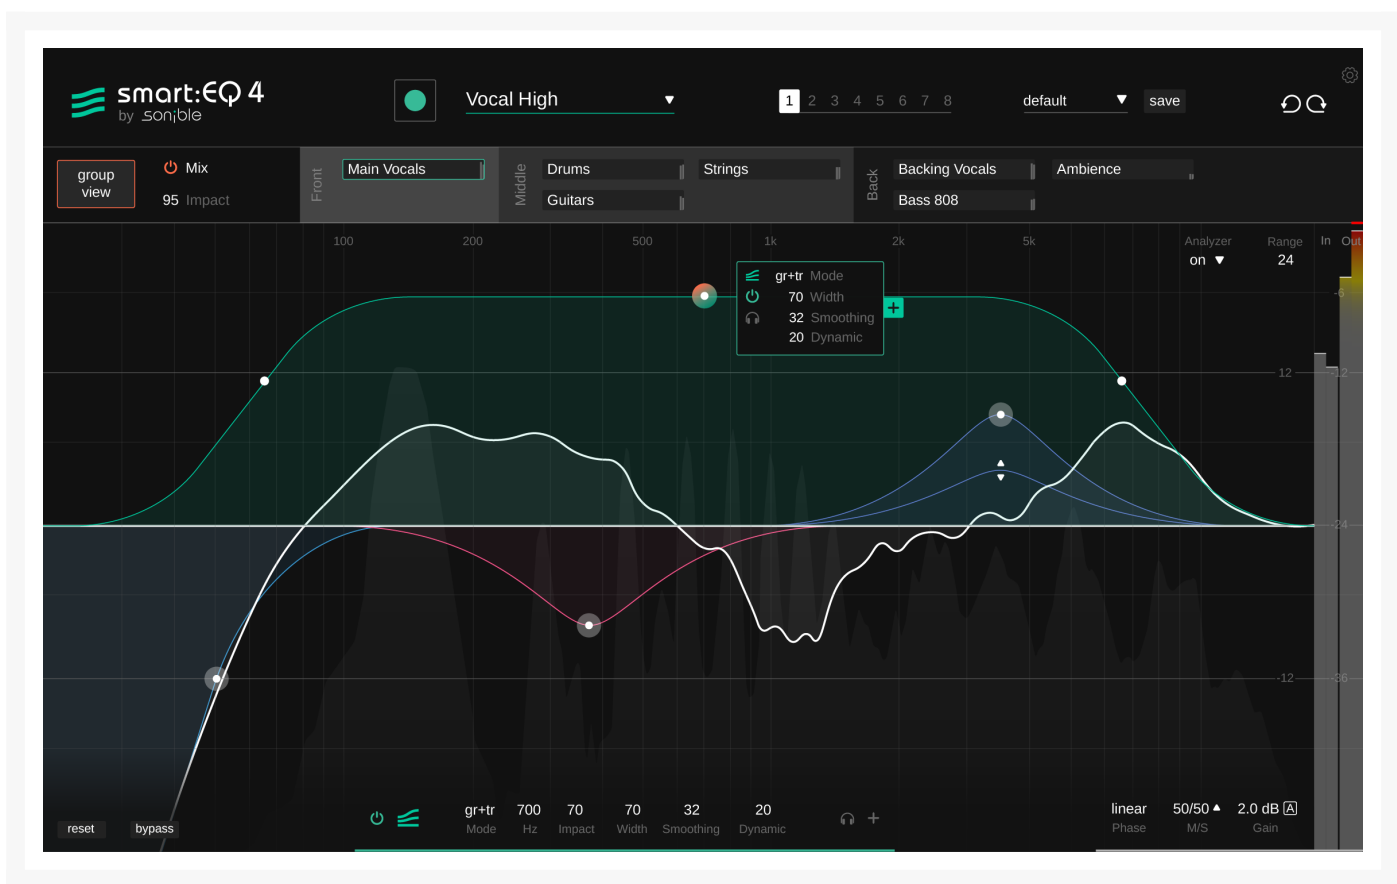 smart:EQ 4
by sonible
Vocal High
1 2 3 4 5 6 7 8
default
save
group
view
Mix
95 Impact
Front
Main Vocals
Middle
Drums
Strings
Guitars
Back
Backing Vocals
Ambience
Bass 808
100 200 500 1k 2k 5k
Analyzer
on
Range
24
In Out
gr+tr Mode
70 Width
32 Smoothing
20 Dynamic
+
-6
12 -12
-24
-12 -36
reset
bypass
gr+tr 700 70 70 32 20
Mode Hz Impact Width Smoothing Dynamic
+
linear 50/50 2.0 dB A
Phase M/S Gain